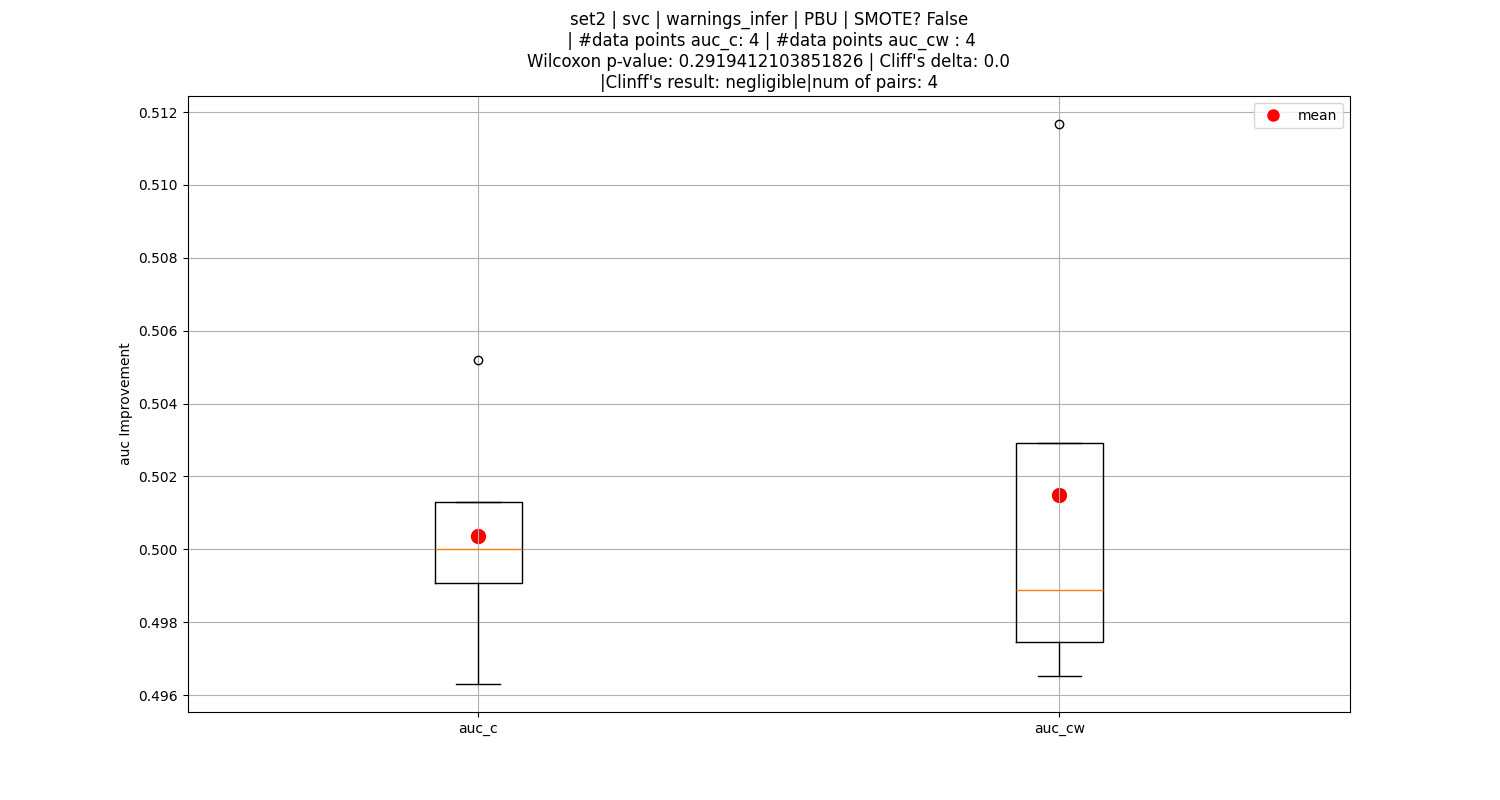 set2 | svc | warnings_infer | PBU | SMOTE? False
| #data points auc_c: 4 | #data points auc_cw : 4
Wilcoxon p-value: 0.2919412103851826 | Cliff's delta: 0.0
|Clinff's result: negligible|num of pairs: 4
mean
0.512
0.510
0.508
0.506
0.504
0.502
0.500
0.498
0.496
auc Improvement
auc_c
auc_cw